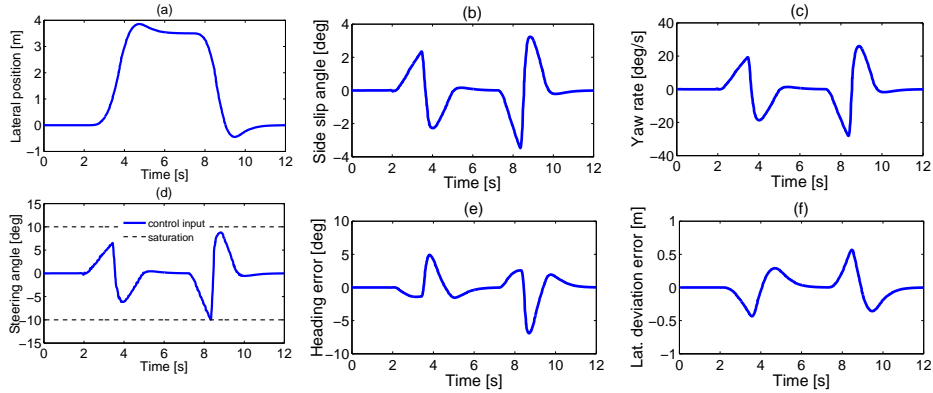 (a)
Lateral position [m]
4
3
2
1
0
−1
0 2 4 6 8 10 12
Time [s]
(b)
Side slip angle [deg
4
2
0
−2
−4
0 2 4 6 8 10 12
Time [s]
(c)
Yaw rate [deg/s]
40
20
0
−20
−40
0 2 4 6 8 10 12
Time [s]
(d)
Steering angle [deg]
15
10
5
0
−5
−10
−15
control input
saturation
0 2 4 6 8 10 12
Time [s]
(e)
Heading error [deg]
10
5
0
−5
−10
0 2 4 6 8 10 12
Time [s]
(f)
Lat. deviation error [m]
1
0.5
0
−0.5
−1
0 2 4 6 8 10 12
Time [s]